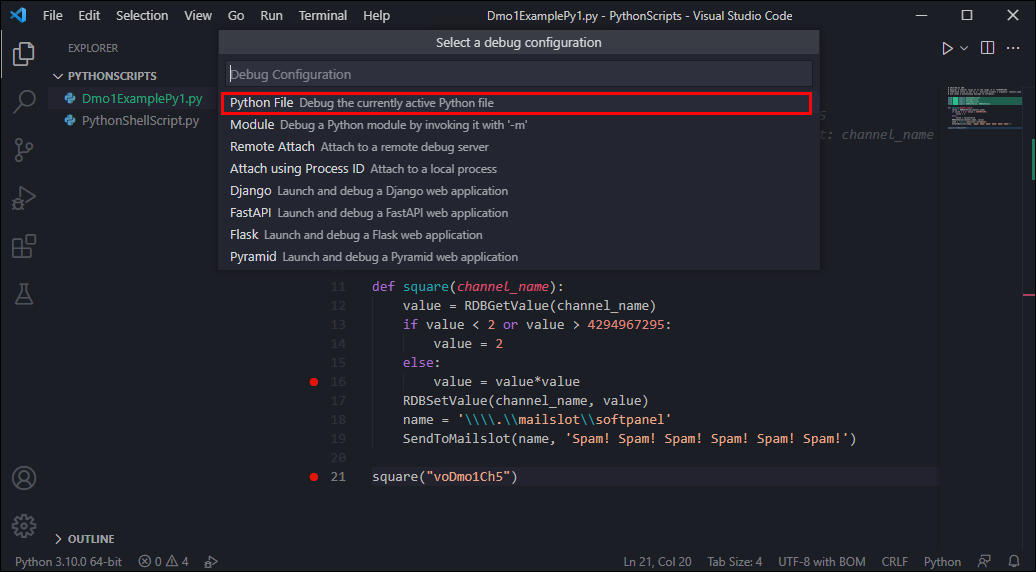 File Edit Selection View Go Run Terminal Help Dmo1ExamplePy1.py - PythonScripts - Visual Studio Code
EXPLORER
PYTHONSCRIPTS
Dmo1ExamplePy1.py
PythonShellScript.py
Select a debug configuration
Debug Configuration
Python File Debug the currently active Python file
Module Debug a Python module by invoking it with '-m'
Remote Attach Attach to a remote debug server
Attach using Process ID Attach to a local process
Django Launch and debug a Django web application
FastAPI Launch and debug a FastAPI web application
Flask Launch and debug a Flask web application
Pyramid Launch and debug a Pyramid web application
t: channel_name
11 def square(channel_name):
12 value = RDBGetValue(channel_name)
13 if value < 2 or value > 4294967295:
14 value = 2
15 else:
16 value = value*value
17 RDBSetValue(channel_name, value)
18 name = '\\\\.\\mailslot\\softpanel'
19 SendToMailslot(name, 'Spam! Spam! Spam! Spam! Spam! Spam!')
20
21 square("voDmo1Ch5")
OUTLINE
Python 3.10.0 64-bit 0 4 Ln 21, Col 20 Tab Size: 4 UTF-8 with BOM CRLF Python